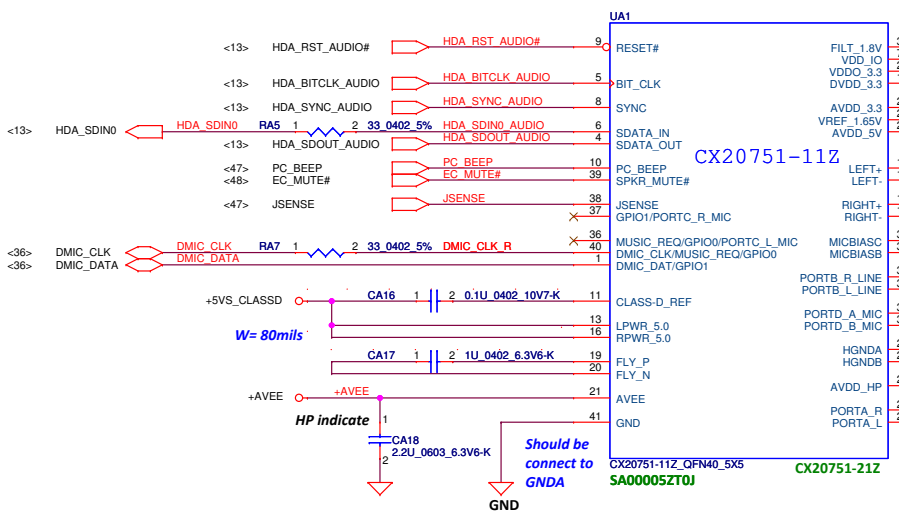 UA1
<13> HDA_RST_AUDIO# HDA_RST_AUDIO# 9 RESET# FILT_1.8V
VDD_IO
VDDO_3.3
<13> HDA_BITCLK_AUDIO HDA_BITCLK_AUDIO 5 BIT_CLK DVDD_3.3
<13> HDA_SYNC_AUDIO HDA_SYNC_AUDIO 8 SYNC AVDD_3.3
VREF_1.65V
<13> HDA_SDIN0 HDA_SDIN0 RA5 1 2 33_0402_5% HDA_SDIN0_AUDIO 6 SDATA_IN AVDD_5V
<13> HDA_SDOUT_AUDIO HDA_SDOUT_AUDIO 4 SDATA_OUT
CX20751-11Z
<47> PC_BEEP PC_BEEP 10 PC_BEEP LEFT+
<48> EC_MUTE# EC_MUTE# 39 SPKR_MUTE# LEFT-
<47> JSENSE JSENSE 38 JSENSE RIGHT+
37 GPIO1/PORTC_R_MIC RIGHT-
36 MUSIC_REQ/GPIO0/PORTC_L_MIC MICBIASC
<36> DMIC_CLK DMIC_CLK RA7 1 2 33_0402_5% DMIC_CLK_R 40 DMIC_CLK/MUSIC_REQ/GPIO0 MICBIASB
<36> DMIC_DATA DMIC_DATA 1 DMIC_DAT/GPIO1
PORTB_R_LINE
PORTB_L_LINE
+5VS_CLASSD CA16 1 2 0.1U_0402_10V7-K 11 CLASS-D_REF
PORTD_A_MIC
13 LPWR_5.0 PORTD_B_MIC
W= 80mils 16 RPWR_5.0
HGNDA
CA17 1 2 1U_0402_6.3V6-K 19 FLY_P HGNDB
20 FLY_N
AVDD_HP
+AVEE +AVEE 21 AVEE
PORTA_R
HP indicate 1 41 GND PORTA_L
CA18
2 2.2U_0603_6.3V6-K
Should be
connect to
GNDA
CX20751-11Z_QFN40_5X5 CX20751-21Z
SA00005ZT0J
GND